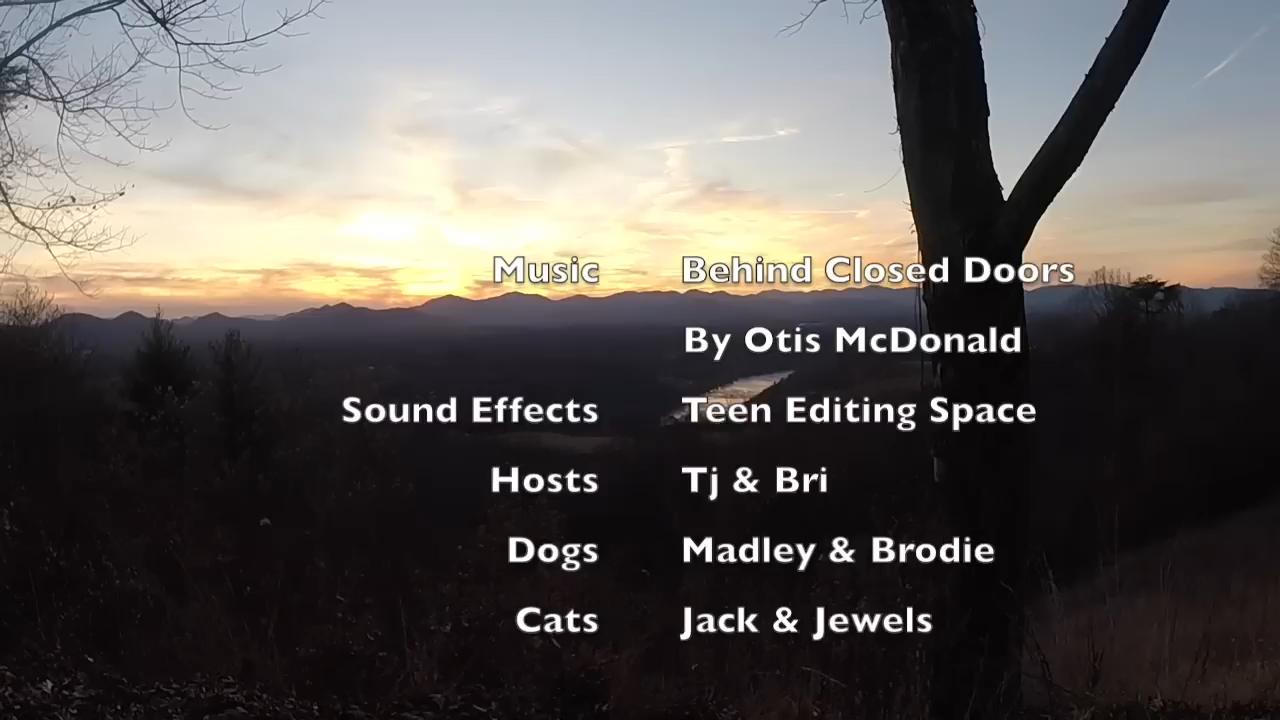 Music Behind Closed Doors
By Otis McDonald
Sound Effects Teen Editing Space
Hosts Tj & Bri
Dogs Madley & Brodie
Cats Jack & Jewels